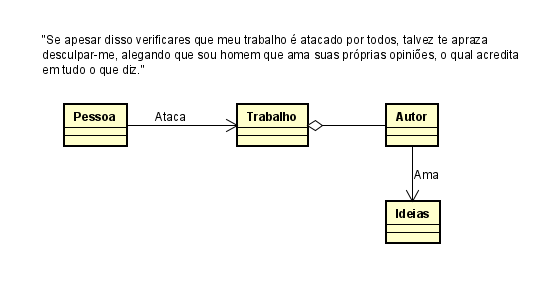 "Se apesar disso verificares que meu trabalho é atacado por todos, talvez te apraza
desculpar-me, alegando que sou homem que ama suas próprias opiniões, o qual acredita
em tudo o que diz."
Pessoa
Ataca
Trabalho
Autor
Ama
Ideias